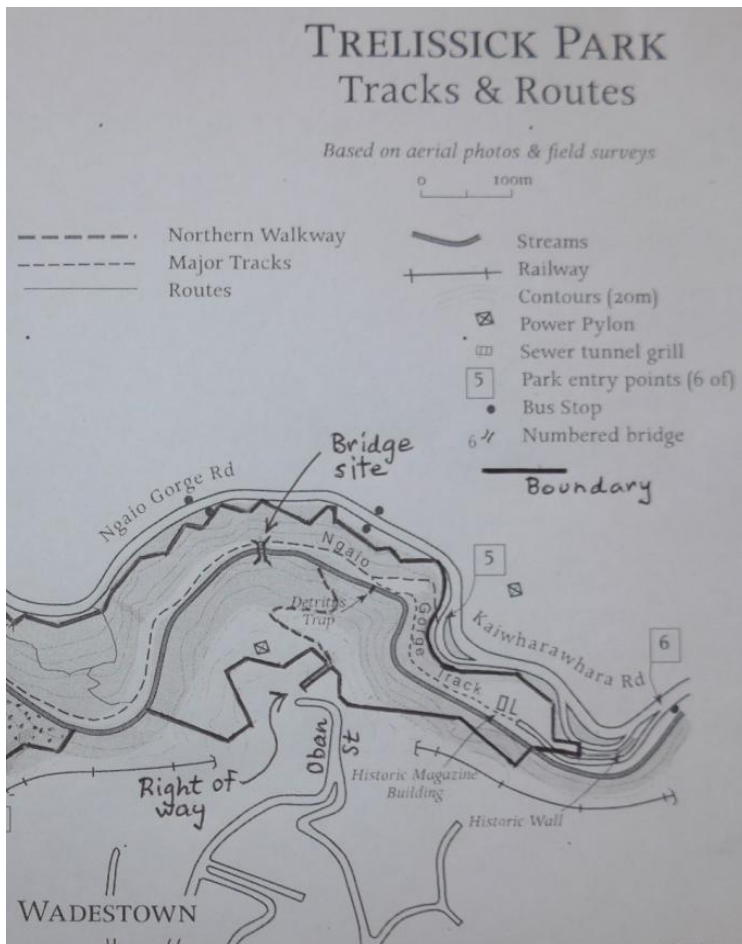 TRELISSICK PARK
Tracks & Routes
Based on aerial photos & field surveys
0 100m
Northern Walkway
Major Tracks
Routes
Streams
Railway
Contours (20m)
Power Pylon
Sewer tunnel grill
5 Park entry points (6 of)
Bus Stop
6 Numbered bridge
Boundary
Bridge
site
Ngaio Gorge Rd
Ngaio
Gorge
Track
5
Detritus
Trap
Kaiwharawhara Rd
6
Oban
St
Right of
way
Historic Magazine
Building
Historic Wall
WADESTOWN